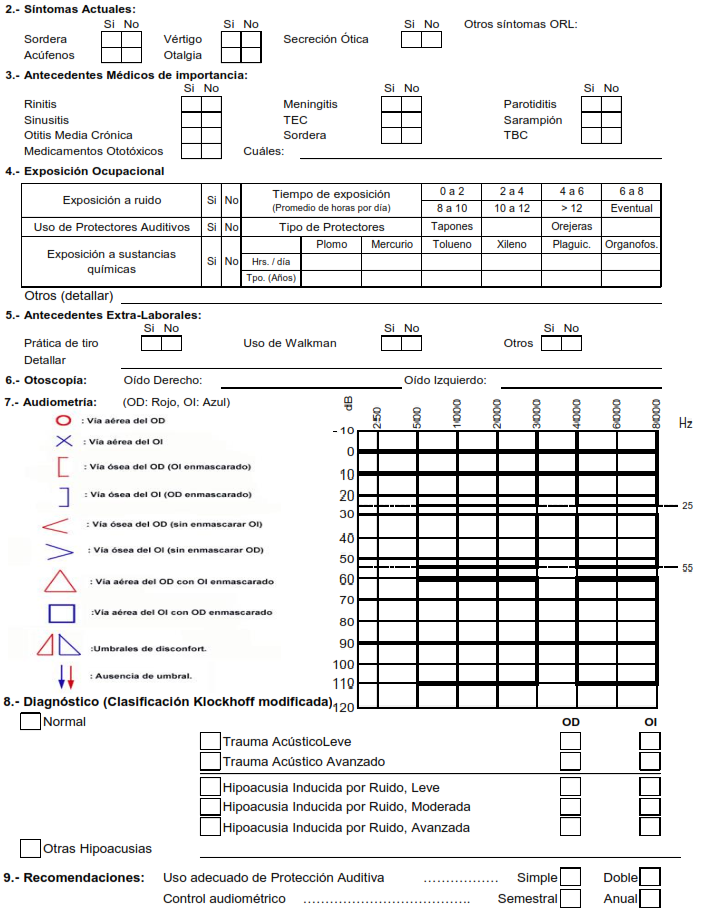 2.- Síntomas Actuales:
Si No Si No Si No Otros síntomas ORL:
Sordera Vértigo Secreción Ótica
Acúfenos Otalgia
3.- Antecedentes Médicos de importancia:
Si No Si No Si No
Rinitis Meningitis Parotiditis
Sinusitis TEC Sarampión
Otitis Media Crónica Sordera TBC
Medicamentos Ototóxicos Cuáles:
4.- Exposición Ocupacional
Exposición a ruido Si No Tiempo de exposición (Promedio de horas por día) 0 a 2 2 a 4 4 a 6 6 a 8
8 a 10 10 a 12 > 12 Eventual
Uso de Protectores Auditivos Si No Tipo de Protectores Tapones Orejeras
Exposición a sustancias químicas Si No Plomo Mercurio Tolueno Xileno Plaguic. Organofos.
Hrs. / día
Tpo. (Años)
Otros (detallar)
5.- Antecedentes Extra-Laborales:
Si No Si No Si No
Prática de tiro Uso de Walkman Otros
Detallar
6.- Otoscopía: Oído Derecho: Oído Izquierdo:
7.- Audiometría: (OD: Rojo, OI: Azul)
: Vía aérea del OD
: Vía aérea del OI
: Vía ósea del OD (OI enmascarado)
: Vía ósea del OI (OD enmascarado)
: Vía ósea del OD (sin enmascarar OI)
: Vía ósea del OI (sin enmascarar OD)
: Vía aérea del OD con OI enmascarado
:Vía aérea del OI con OD enmascarado
:Umbrales de disconfort.
: Ausencia de umbral.
dB 250 500 1000 2000 3000 4000 6000 8000 Hz
-10
0
10
20
25
30
40
50
55
60
70
80
90
100
110
120
8.- Diagnóstico (Clasificación Klockhoff modificada)
Normal OD OI
Trauma AcústicoLeve
Trauma Acústico Avanzado
Hipoacusia Inducida por Ruido, Leve
Hipoacusia Inducida por Ruido, Moderada
Hipoacusia Inducida por Ruido, Avanzada
Otras Hipoacusias
9.- Recomendaciones: Uso adecuado de Protección Auditiva ................. Simple Doble
Control audiométrico ...................................... Semestral Anual